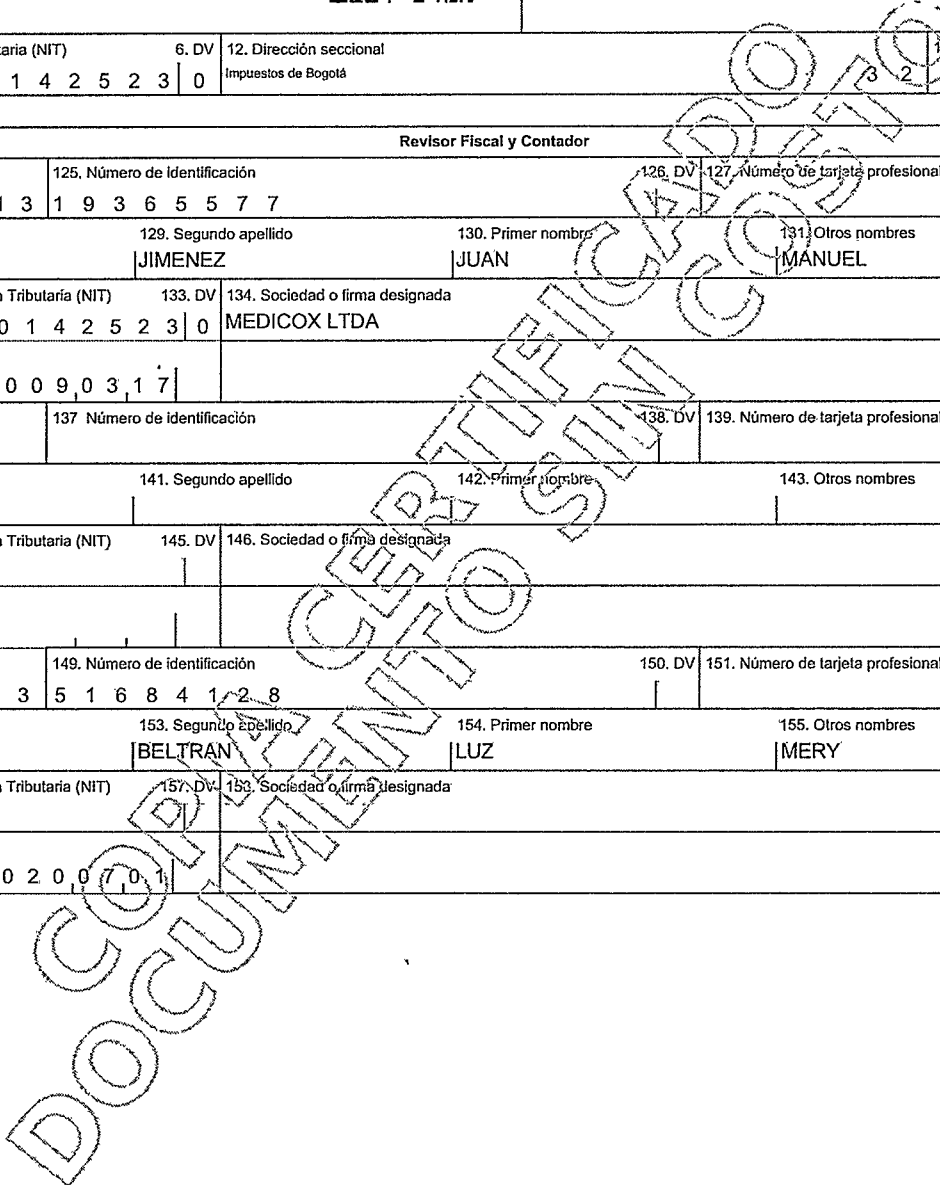 taria (NIT) 6. DV 12. Dirección seccional
1 4 2 5 2 3 0 Impuestos de Bogotá 3 2
Revisor Fiscal y Contador
125. Número de identificación 126. DV 127. Número de tarjeta profesional
1 3 1 9 3 6 5 5 7 7
129. Segundo apellido 130. Primer nombre 131. Otros nombres
JIMENEZ JUAN MANUEL
Tributaria (NIT) 133. DV 134. Sociedad o firma designada
0 1 4 2 5 2 3 0 MEDICOX LTDA
0 0 9 0 3 1 7
137 Número de identificación 138. DV 139. Número de tarjeta profesional
141. Segundo apellido 142. Primer nombre 143. Otros nombres
Tributaria (NIT) 145. DV 146. Sociedad o firma designada
149. Número de identificación 150. DV 151. Número de tarjeta profesional
3 5 1 6 8 4 1 2 8
153. Segundo apellido 154. Primer nombre 155. Otros nombres
BELTRAN LUZ MERY
Tributaria (NIT) 157. DV 158. Sociedad o firma designada
0 2 0 0 7 0 1
COPIA CERTIFICADO
DOCUMENTO SIN COSTO